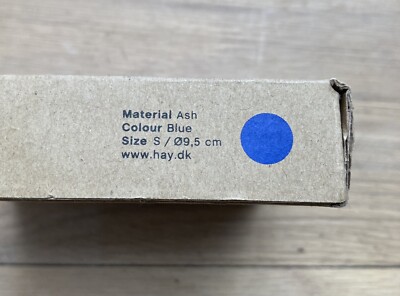 Material Ash
Colour Blue
Size S / Ø9,5 cm
www.hay.dk